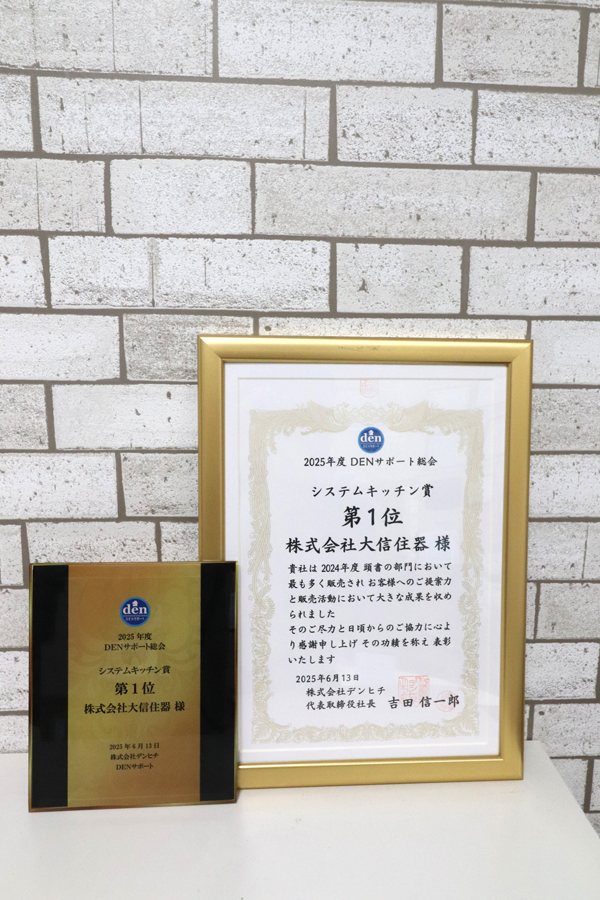 den
2025年度 DENサポート総会
システムキッチン賞
第1位
株式会社大信住器 様
貴社は 2024年度 頭書の部門において
最も多く販売され お客様へのご提案力
と販売活動において大きな成果を収め
られました
そのご尽力と日頃からのご協力に心よ
り感謝申し上げ その功績を称え 表彰
いたします
2025年6月13日
株式会社デンヒチ
代表取締役社長 吉田 信一郎
den
2025年度
DENサポート総会
システムキッチン賞
第1位
株式会社大信住器 様
2025年6月13日
株式会社デンヒチ
DENサポート